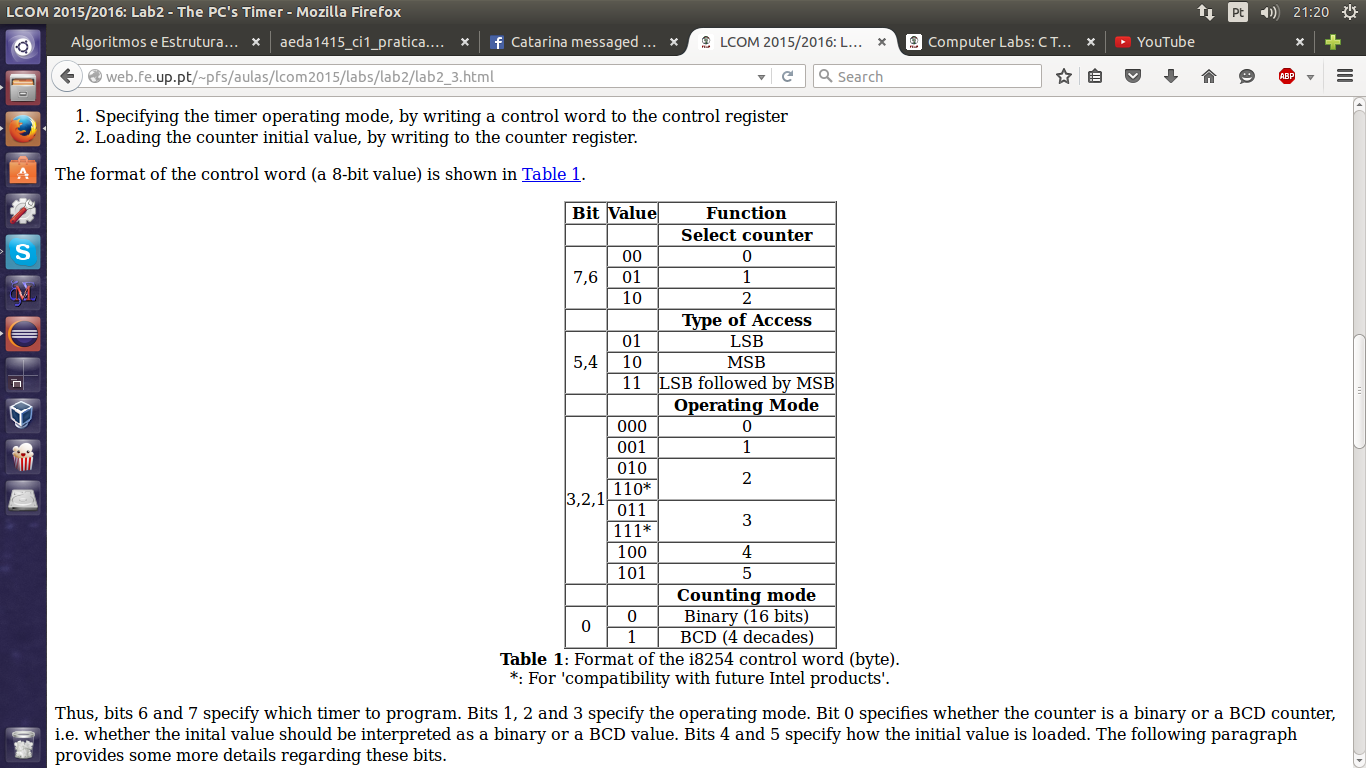 LCOM 2015/2016: Lab2 - The PC's Timer - Mozilla Firefox
Pt
21:20
Algoritmos e Estrutura...
aeda1415_ci1_pratica....
Catarina messaged ...
LCOM 2015/2016: L...
Computer Labs: C T...
YouTube
web.fe.up.pt/~pfs/aulas/lcom2015/labs/lab2/lab2_3.html
Search
ABP
1. Specifying the timer operating mode, by writing a control word to the control register
2. Loading the counter initial value, by writing to the counter register.
The format of the control word (a 8-bit value) is shown in Table 1.
Bit Value Function
Select counter
7,6
00 0
01 1
10 2
Type of Access
5,4
01 LSB
10 MSB
11 LSB followed by MSB
Operating Mode
3,2,1
000 0
001 1
010
2
110*
011
3
111*
100 4
101 5
Counting mode
0
0 Binary (16 bits)
1 BCD (4 decades)
Table 1: Format of the i8254 control word (byte).
*: For 'compatibility with future Intel products'.
Thus, bits 6 and 7 specify which timer to program. Bits 1, 2 and 3 specify the operating mode. Bit 0 specifies whether the counter is a binary or a BCD counter,
i.e. whether the inital value should be interpreted as a binary or a BCD value. Bits 4 and 5 specify how the initial value is loaded. The following paragraph
provides some more details regarding these bits.